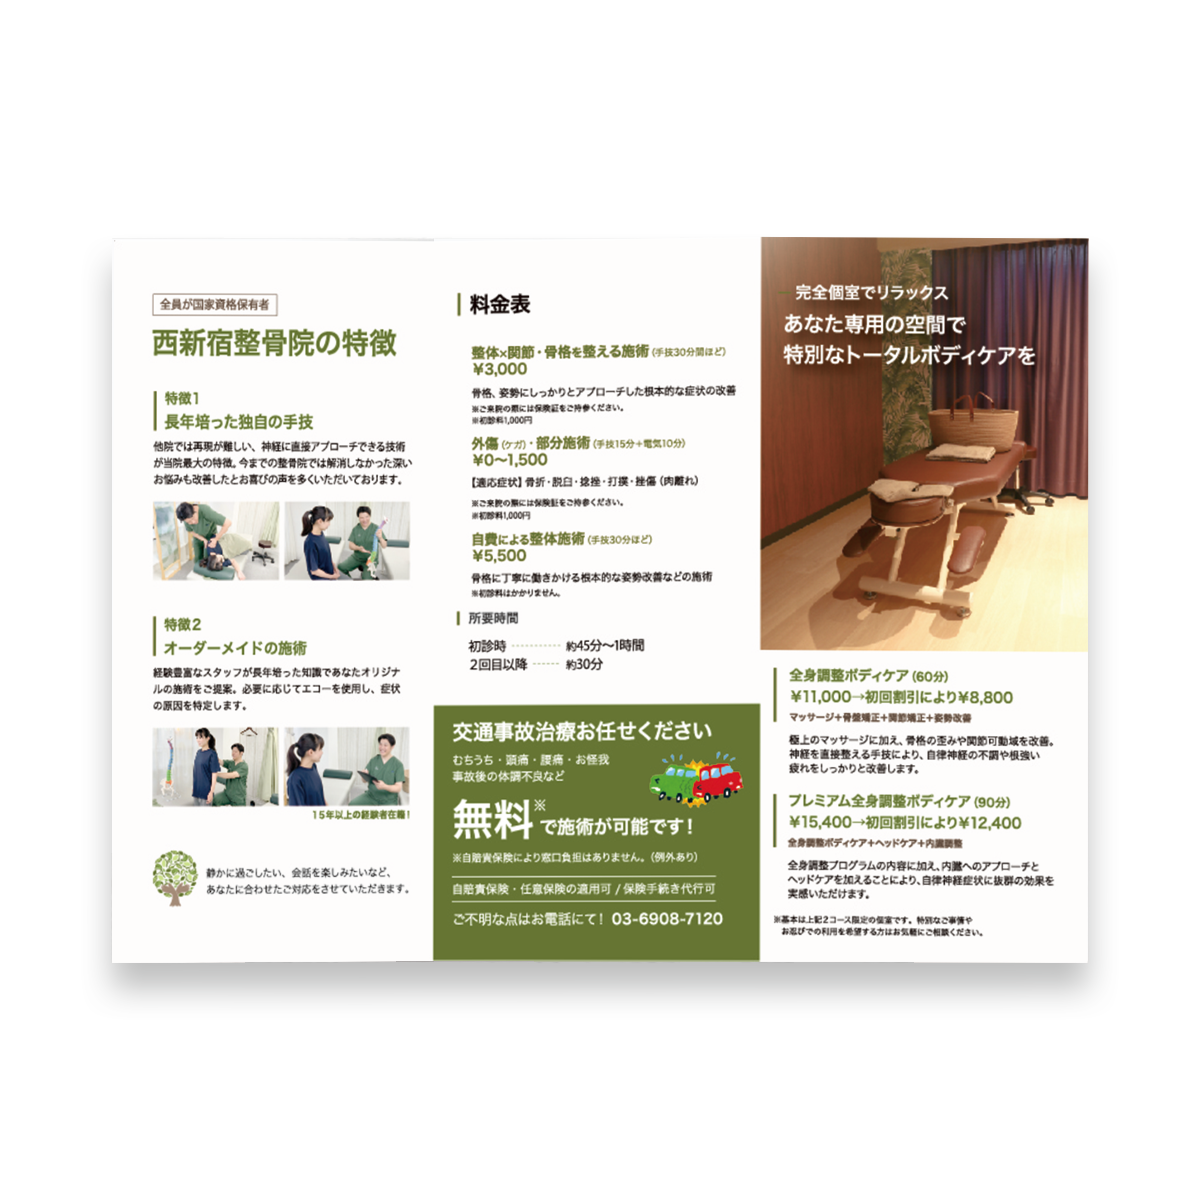 全員が国家資格保有者
西新宿整骨院の特徴
特徴1
長年培った独自の手技
他院では再現が難しい、神経に直接アプローチできる技術
が当院最大の特徴。今までの整骨院では解消しなかった深い
お悩みも改善したとお喜びの声を多くいただいております。
特徴2
オーダーメイドの施術
経験豊富なスタッフが長年培った知識であなたオリジナ
ルの施術をご提案。必要に応じてエコーを使用し、症状
の原因を特定します。
15年以上の経験者在籍!
静かに過ごしたい、会話を楽しみたいなど、
あなたに合わせたご対応をさせていただきます。
料金表
整体×関節・骨格を整える施術(手技30分間ほど)
¥3,000
骨格、姿勢にしっかりとアプローチした根本的な症状の改善
※ご来院の際には保険証をご持参ください。
※初診料1,000円
外傷(ケガ)・部分施術(手技15分+電気10分)
¥0〜1,500
【適応症状】骨折・脱臼・捻挫・打撲・挫傷(肉離れ)
※ご来院の際には保険証をご持参ください。
※初診料1,000円
自費による整体施術(手技30分ほど)
¥5,500
骨格に丁寧に働きかける根本的な姿勢改善などの施術
※初診料はかかりません。
所要時間
初診時 ………… 約45分〜1時間
2回目以降 …… 約30分
交通事故治療お任せください
むちうち・頭痛・腰痛・お怪我
事故後の体調不良など
無料※で施術が可能です!
※自賠責保険により窓口負担はありません。(例外あり)
自賠責保険・任意保険の適用可 / 保険手続き代行可
ご不明な点はお電話にて! 03-6908-7120
完全個室でリラックス
あなた専用の空間で
特別なトータルボディケアを
全身調整ボディケア(60分)
¥11,000→初回割引により¥8,800
マッサージ+骨盤矯正+関節矯正+姿勢改善
極上のマッサージに加え、骨格の歪みや関節可動域を改善。
神経を直接整える手技により、自律神経の不調や根強い
疲れをしっかりと改善します。
プレミアム全身調整ボディケア(90分)
¥15,400→初回割引により¥12,400
全身調整ボディケア+ヘッドケア+内臓調整
全身調整プログラムの内容に加え、内臓へのアプローチと
ヘッドケアを加えることにより、自律神経症状に抜群の効果を
実感いただけます。
※基本は上記2コース限定の個室です。特別なご事情や
お忍びでの利用を希望する方はお気軽にご相談ください。